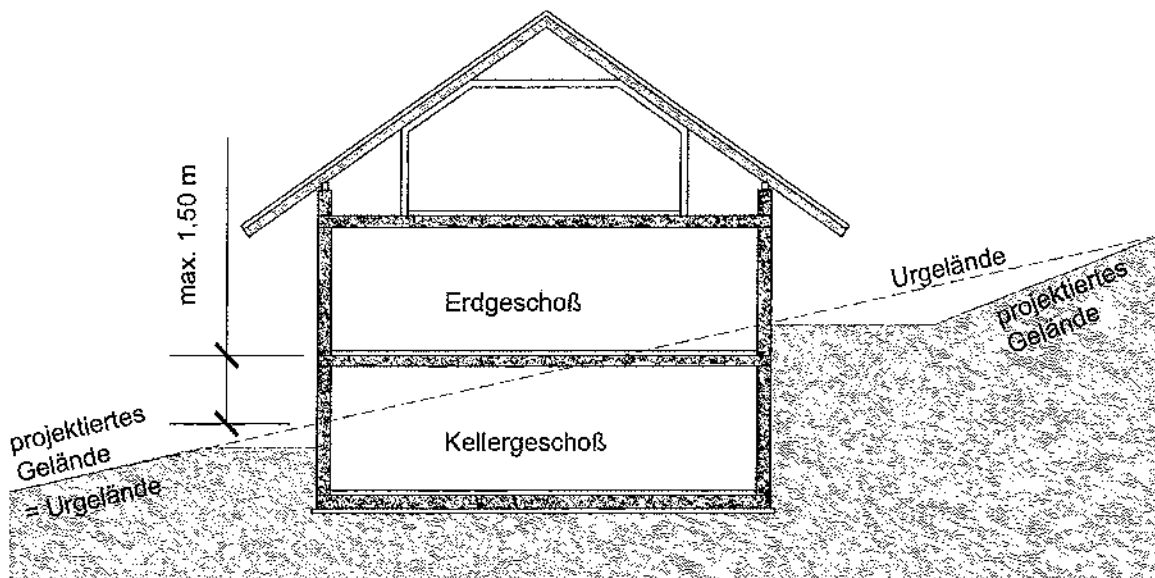 max. 1,50 m
Erdgeschoß
Kellergeschoß
Urgelände
projektiertes
Gelände
projektiertes
Gelände
= Urgelände